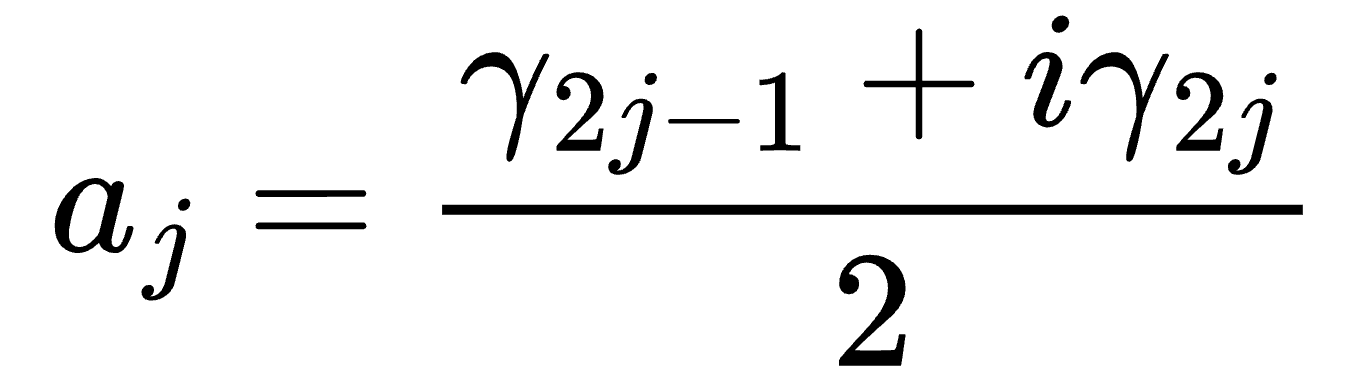 a_j = \frac{\gamma_{2j-1} + i\gamma_{2j}}{2}